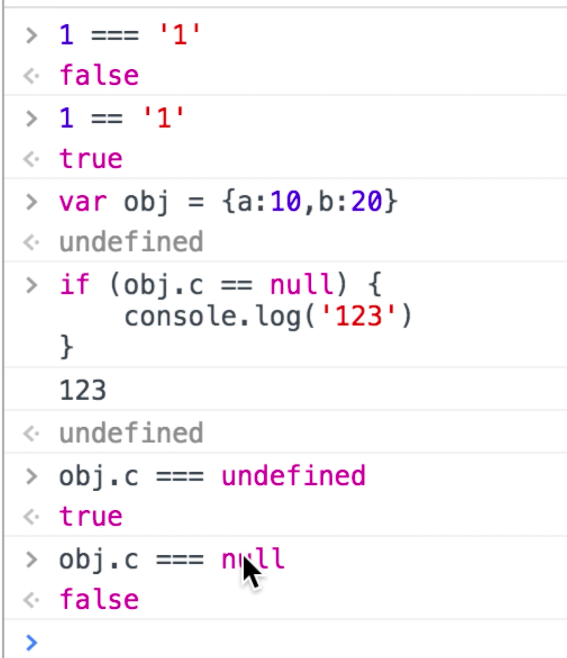 > 1 === '1'
<· false
> 1 == '1'
<· true
> var obj = {a:10,b:20}
<· undefined
> if (obj.c == null) {
console.log('123')
}
123
<· undefined
> obj.c === undefined
<· true
> obj.c === null
<· false
>